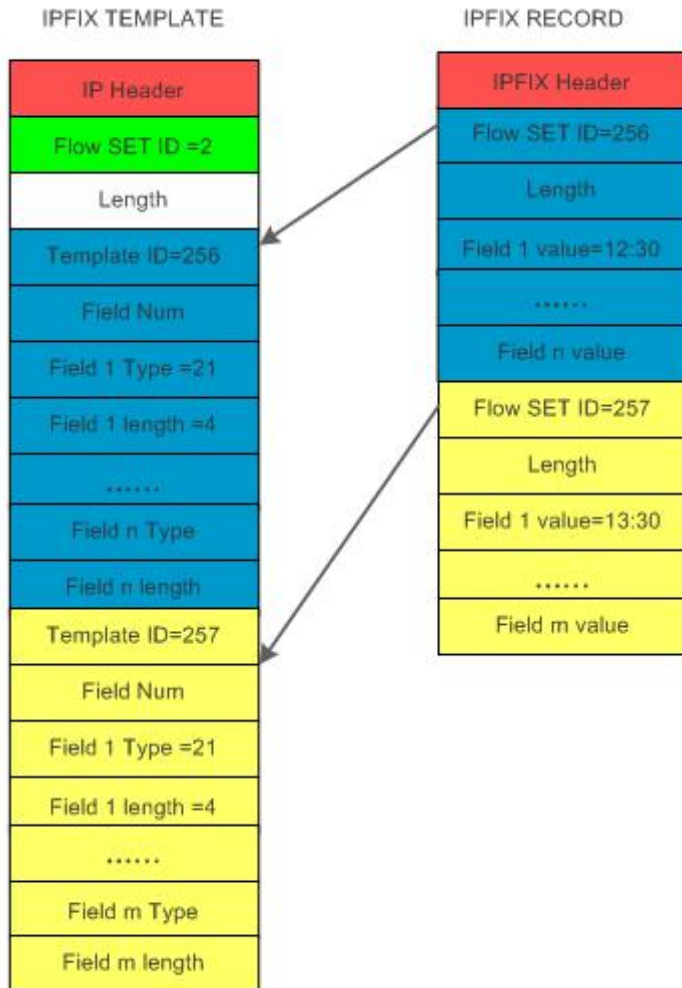 IPFIX TEMPLATE
IP Header
Flow SET ID =2
Length
Template ID=256
Field Num
Field 1 Type =21
Field 1 length =4
......
Field n Type
Field n length
Template ID=257
Field Num
Field 1 Type =21
Field 1 length =4
......
Field m Type
Field m length
IPFIX RECORD
IPFIX Header
Flow SET ID=256
Length
Field 1 value=12:30
......
Field n value
Flow SET ID=257
Length
Field 1 value=13:30
......
Field m value